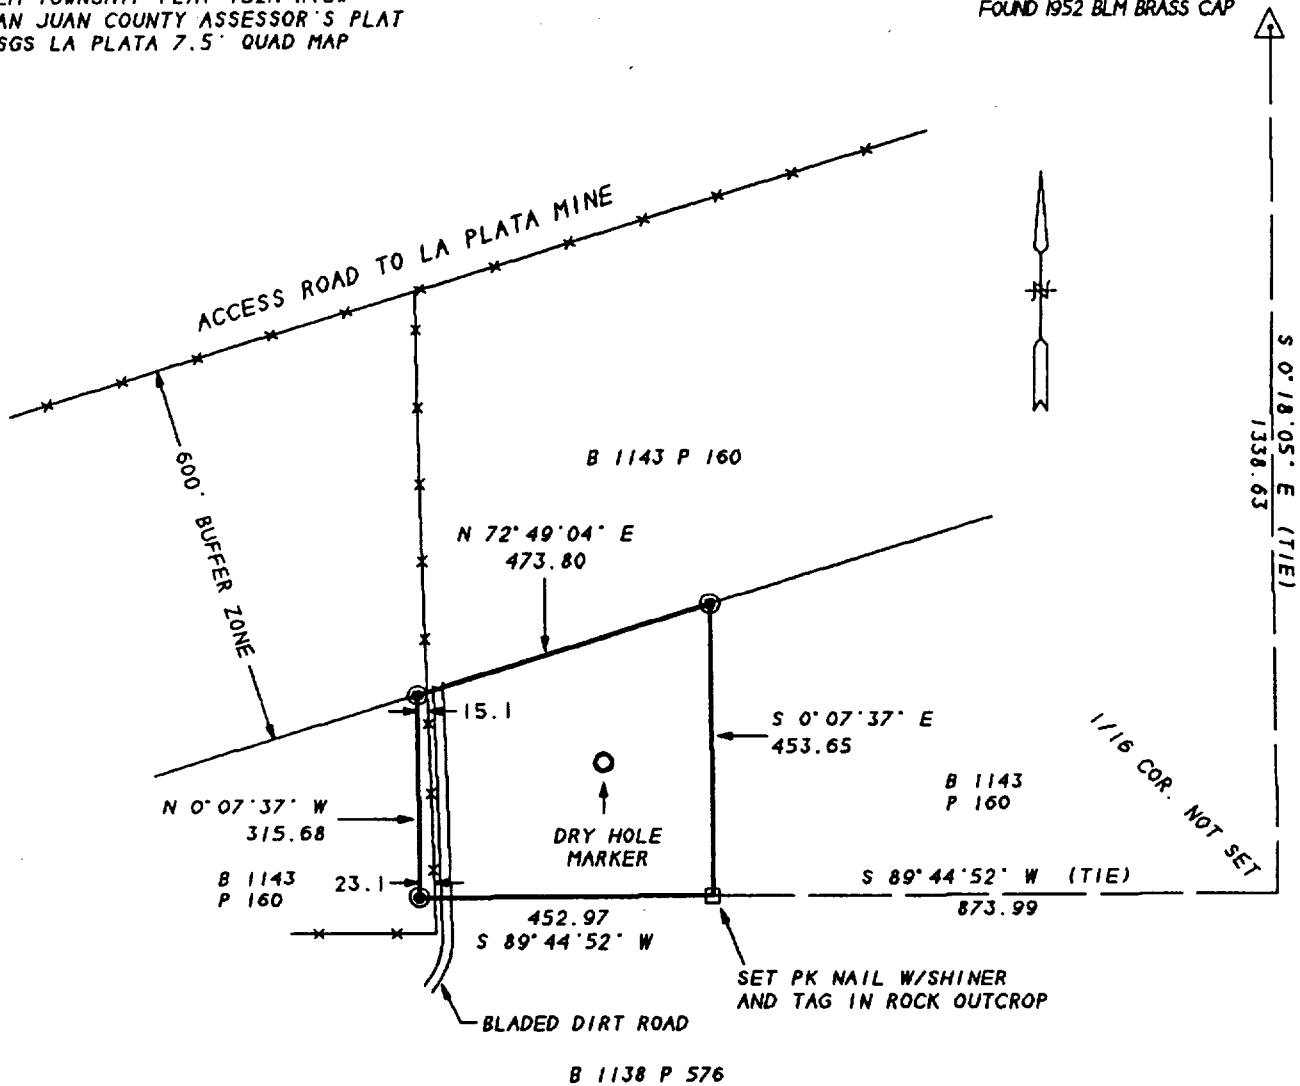 TOWNSHIP PLAT
AN JUAN COUNTY ASSESSOR'S PLAT
SGS LA PLATA 7.5' QUAD MAP
FOUND 1952 BLM BRASS CAP
ACCESS ROAD TO LA PLATA MINE
N
S 0°18'05" E (TIE)
1338.63
600' BUFFER ZONE
B 1143 P 160
N 72°49'04" E
473.80
15.1
S 0°07'37" E
453.65
1/16 COR. NOT SET
N 0°07'37" W
315.68
DRY HOLE
MARKER
B 1143
P 160
B 1143
P 160
23.1
S 89°44'52" W (TIE)
873.99
452.97
S 89°44'52" W
SET PK NAIL W/SHINER
AND TAG IN ROCK OUTCROP
BLADED DIRT ROAD
B 1138 P 576